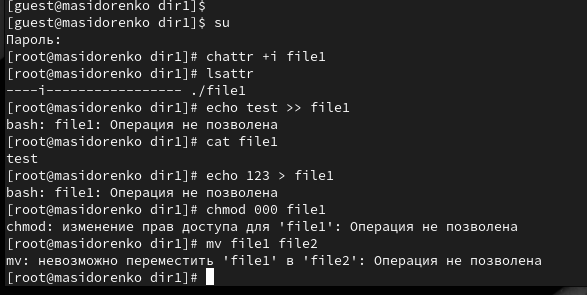 [guest@masidorenko dir1]$
[guest@masidorenko dir1]$ su
Пароль:
[root@masidorenko dir1]# chattr +i file1
[root@masidorenko dir1]# lsattr
----i----------------- ./file1
[root@masidorenko dir1]# echo test >> file1
bash: file1: Операция не позволена
[root@masidorenko dir1]# cat file1
test
[root@masidorenko dir1]# echo 123 > file1
bash: file1: Операция не позволена
[root@masidorenko dir1]# chmod 000 file1
chmod: изменение прав доступа для 'file1': Операция не позволена
[root@masidorenko dir1]# mv file1 file2
mv: невозможно переместить 'file1' в 'file2': Операция не позволена
[root@masidorenko dir1]#